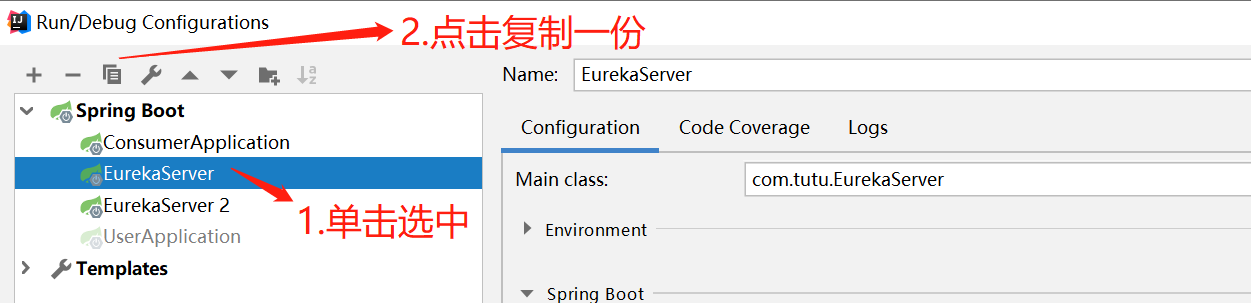 Run/Debug Configurations
2.点击复制一份
Name: EurekaServer
Spring Boot
Configuration Code Coverage Logs
ConsumerApplication
EurekaServer
Main class: com.tutu.EurekaServer
EurekaServer 2
1.单击选中
Environment
UserApplication
Templates
Spring Boot